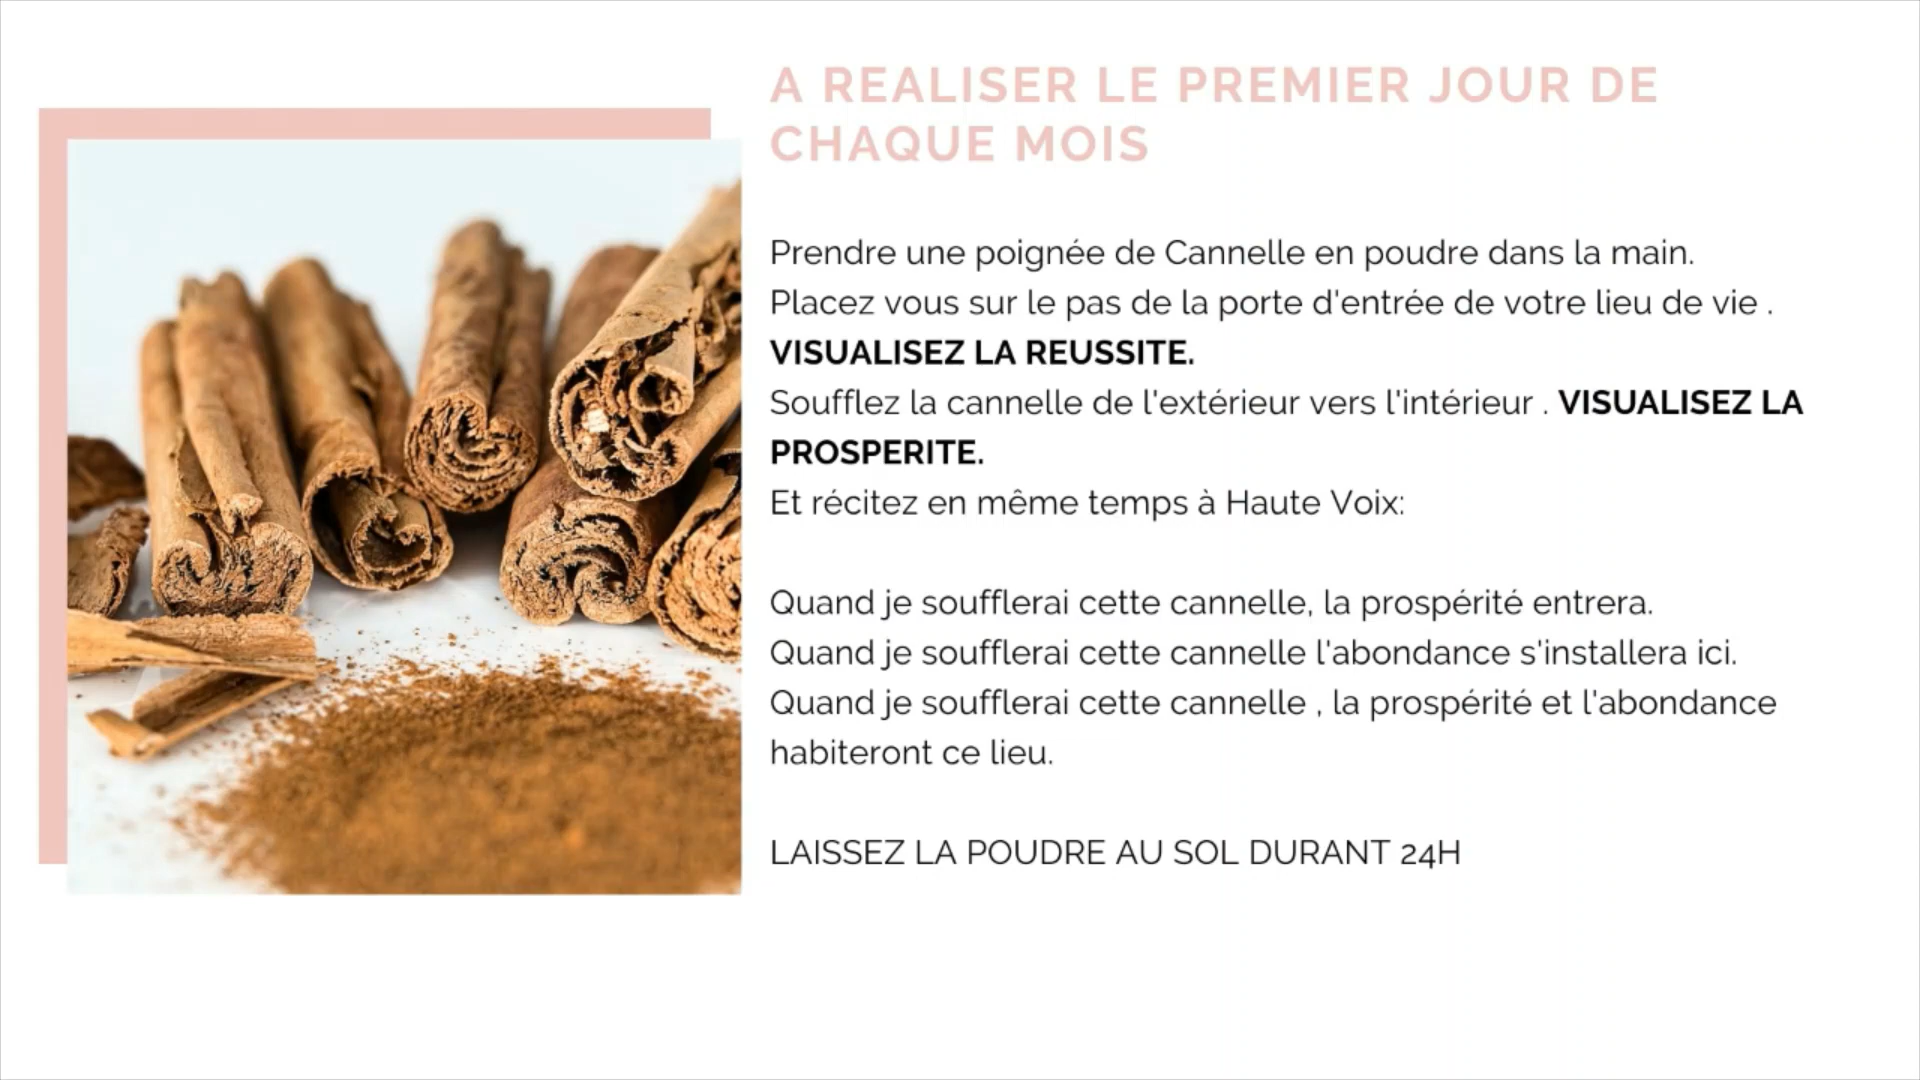 A REALISER LE PREMIER JOUR DE
CHAQUE MOIS
Prendre une poignée de Cannelle en poudre dans la main.
Placez vous sur le pas de la porte d'entrée de votre lieu de vie .
VISUALISEZ LA REUSSITE.
Soufflez la cannelle de l'extérieur vers l'intérieur . VISUALISEZ LA
PROSPERITE.
Et récitez en même temps à Haute Voix:
Quand je soufflerai cette cannelle, la prospérité entrera.
Quand je soufflerai cette cannelle l'abondance s'installera ici.
Quand je soufflerai cette cannelle , la prospérité et l'abondance
habiteront ce lieu.
LAISSEZ LA POUDRE AU SOL DURANT 24H